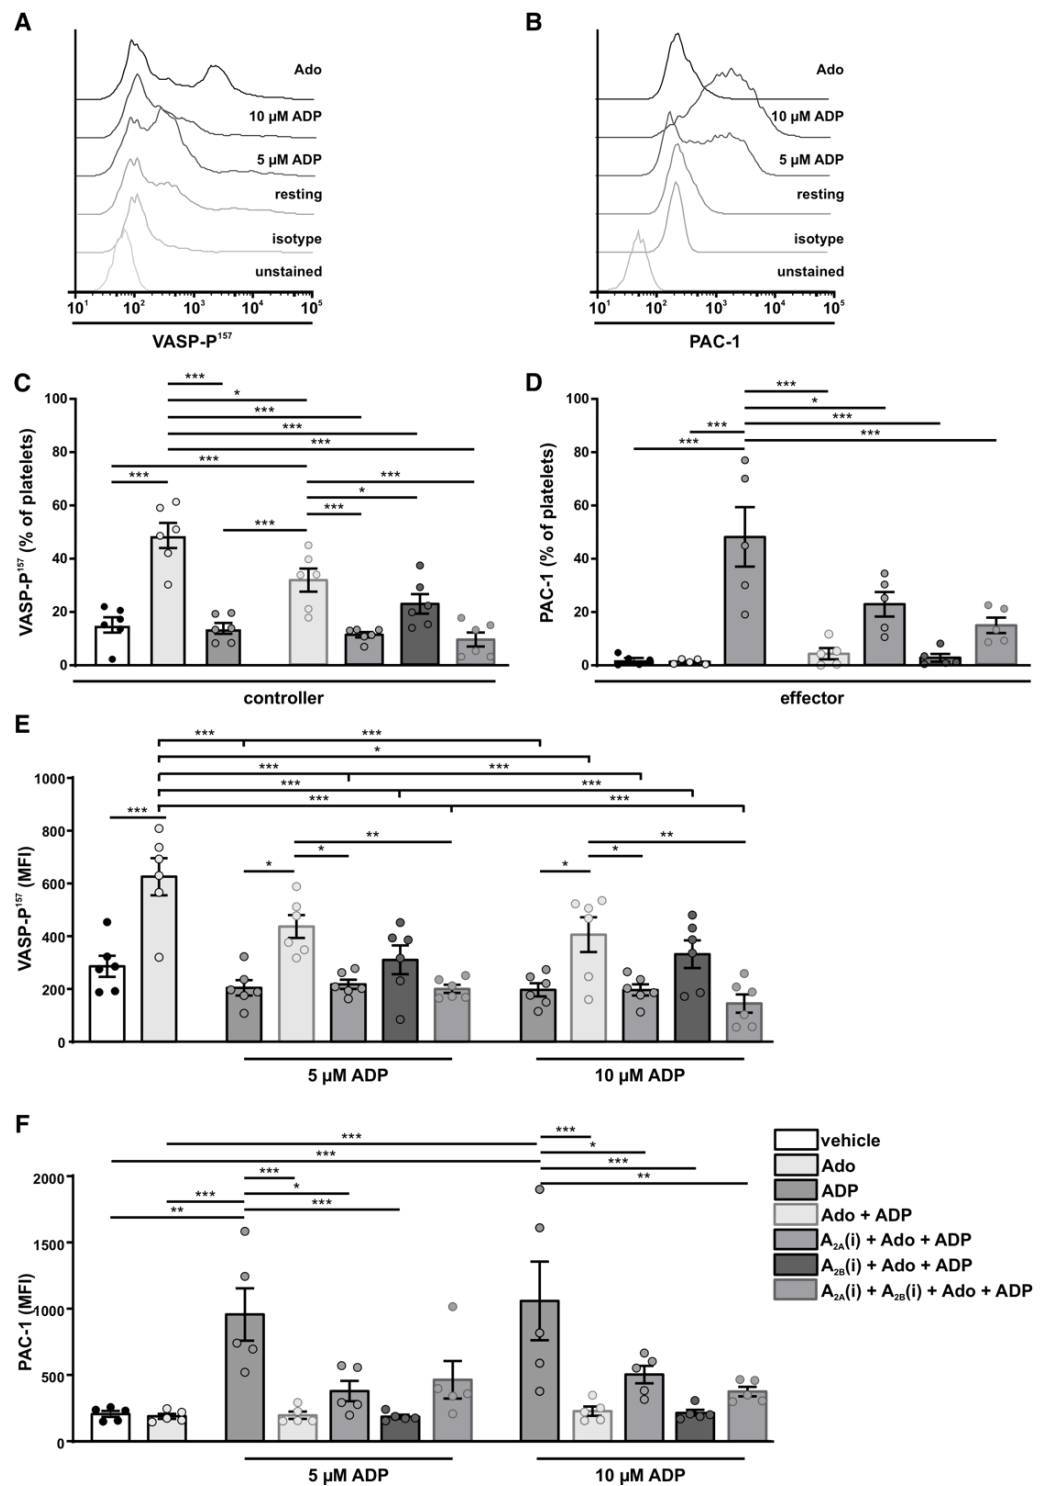 A
Ado
10 µM ADP
5 µM ADP
resting
isotype
unstained
10¹ 10² 10³ 10⁴ 10⁵
VASP-P¹⁵⁷
B
Ado
10 µM ADP
5 µM ADP
resting
isotype
unstained
10¹ 10² 10³ 10⁴ 10⁵
PAC-1
C
VASP-P¹⁵⁷ (% of platelets)
100
80
60
40
20
0
***
*
***
***
***
***
***
***
*
***
***
controller
D
PAC-1 (% of platelets)
100
80
60
40
20
0
***
*
***
***
***
***
effector
E
VASP-P¹⁵⁷ (MFI)
1000
800
600
400
200
0
*** ***
*
*** ***
*** ***
*** ***
***
** **
* *
* *
5 µM ADP 10 µM ADP
F
PAC-1 (MFI)
2000
1500
1000
500
0
***
***
***
*
***
**
***
*
***
***
**
5 µM ADP 10 µM ADP
vehicle
Ado
ADP
Ado + ADP
A₂ₐ(i) + Ado + ADP
A₂B(i) + Ado + ADP
A₂ₐ(i) + A₂B(i) + Ado + ADP